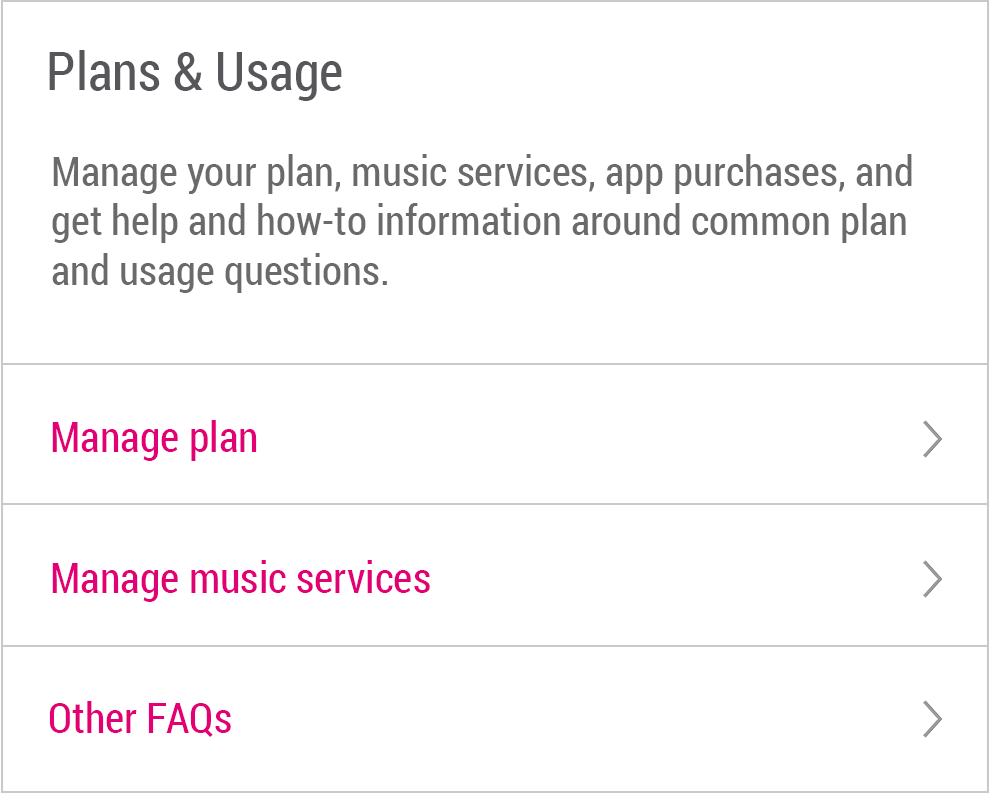 Plans & Usage
Manage your plan, music services, app purchases, and
get help and how-to information around common plan
and usage questions.
Manage plan
Manage music services
Other FAQs